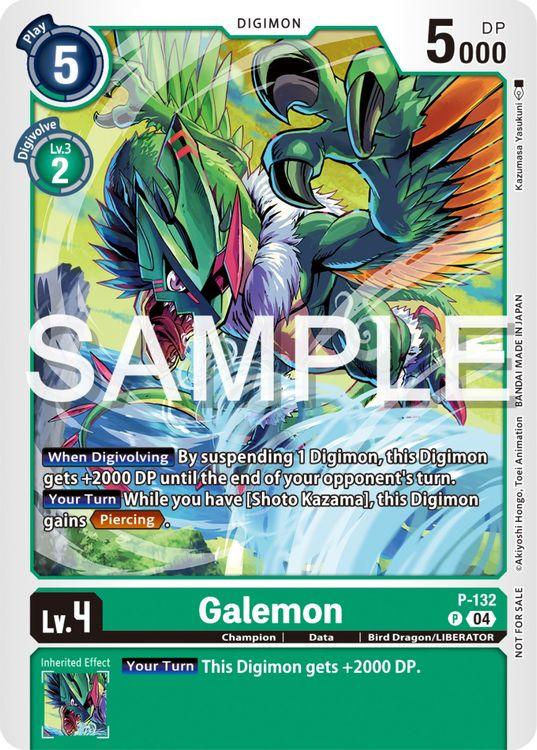 DIGIMON
Play
5
5000
DP
Digivolve
Lv.3
2
Kazumasa Yasukuni
SAMPLE
[When Digivolving] By suspending 1 Digimon, this Digimon
gets +2000 DP until the end of your opponent's turn.
[Your Turn] While you have [Shoto Kazama], this Digimon
gains <Piercing>.
©Akiyoshi Hongo, Toei Animation BANDAI MADE IN JAPAN
NOT FOR SALE
Lv.4
Galemon
P-132
P 04
Champion | Data | Bird Dragon/LIBERATOR
Inherited Effect
[Your Turn] This Digimon gets +2000 DP.